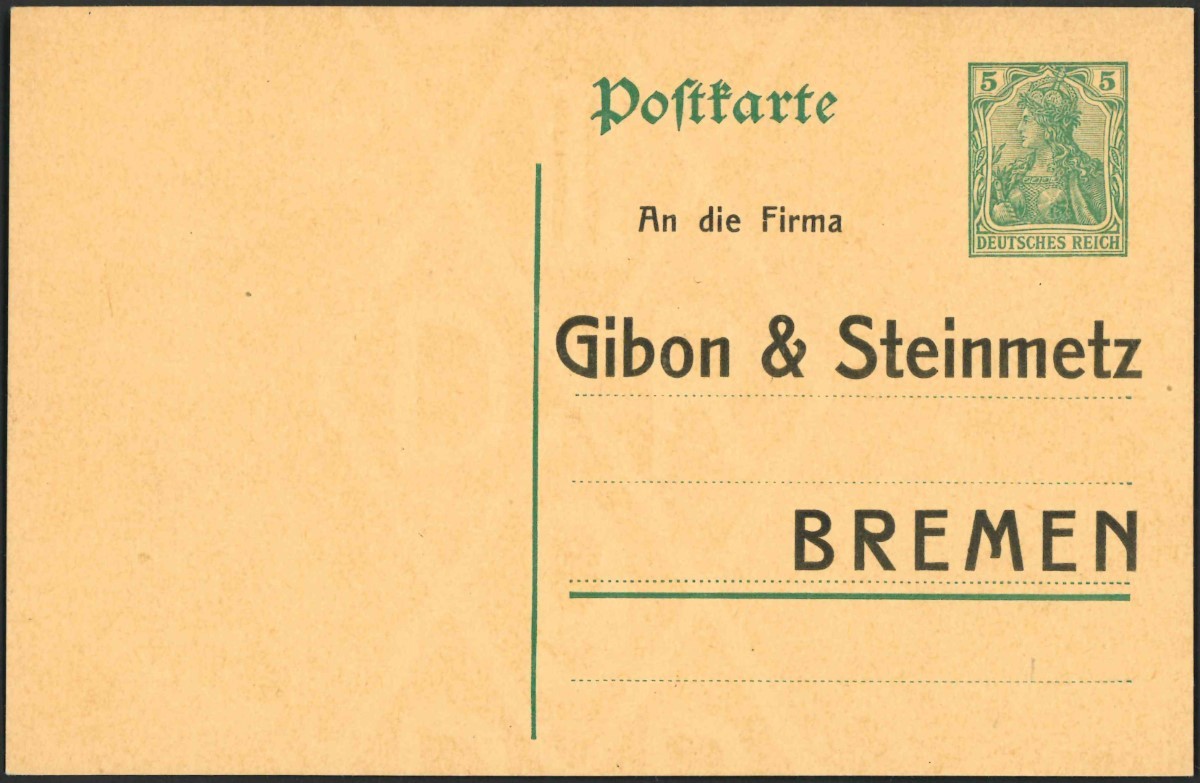 Postkarte
5 5
DEUTSCHES REICH
An die Firma
Gibon & Steinmetz
BREMEN